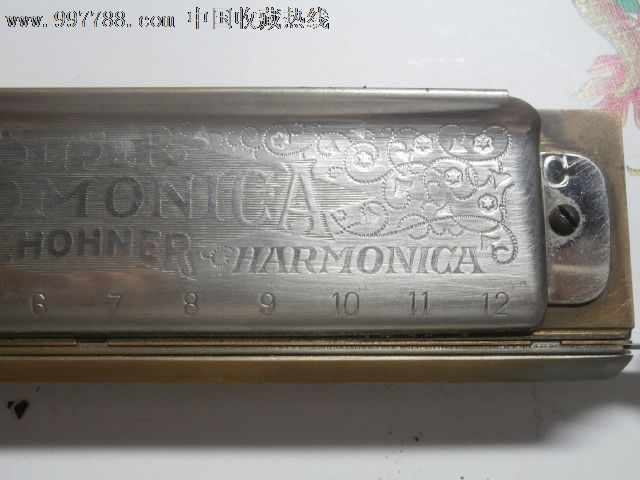 www.997788.com 中国收藏热线
SUPER
OMONICA
.HOHNER HARMONICA
6 7 8 9 10 11 12
C